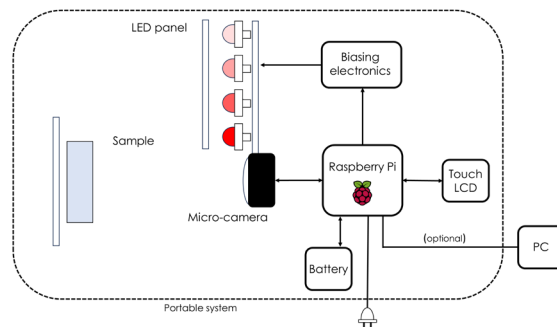 LED panel
Biasing
electronics
Sample
Raspberry Pi
Touch
LCD
Micro-camera
(optional)
PC
Battery
Portable system